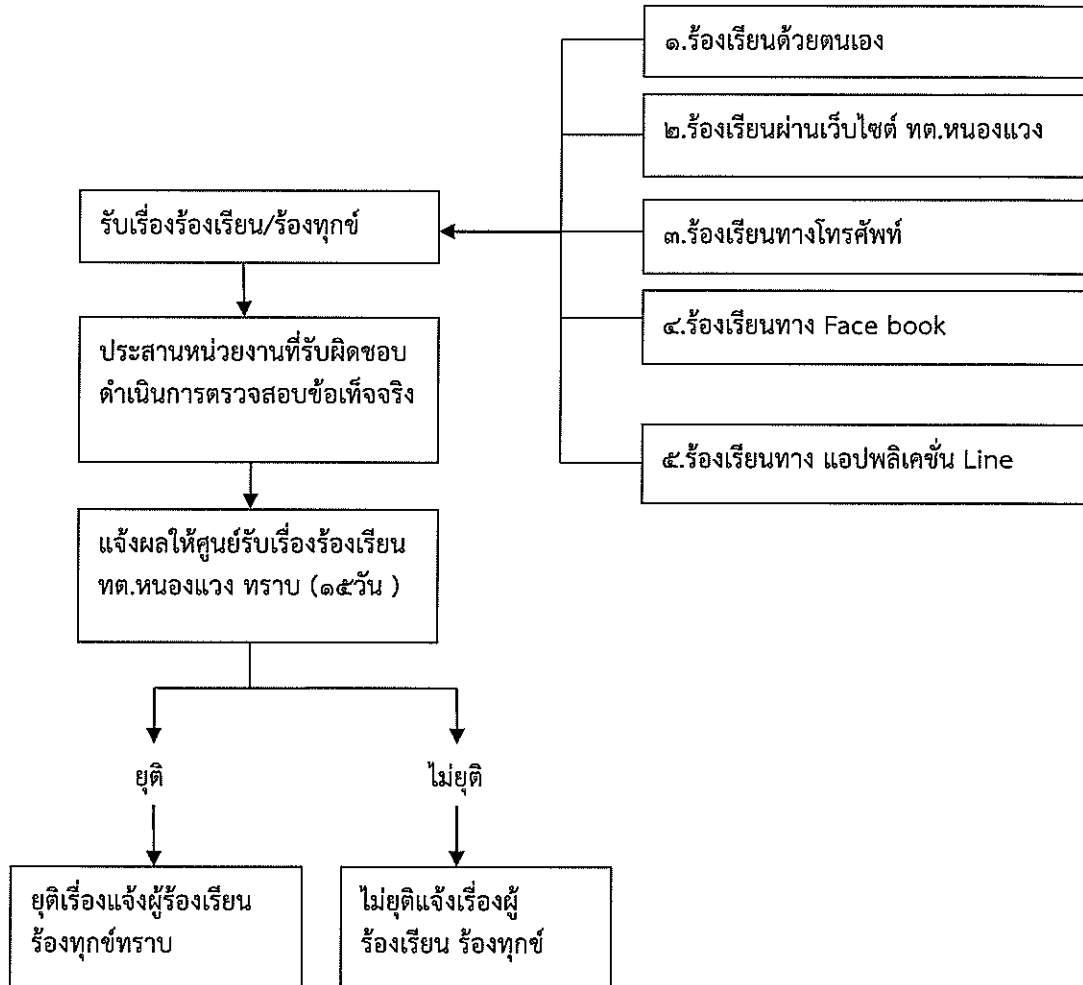 ๑.ร้องเรียนด้วยตนเอง
๒.ร้องเรียนผ่านเว็บไซต์ ทต.หนองแวง
๓.ร้องเรียนทางโทรศัพท์
๔.ร้องเรียนทาง Face book
๕.ร้องเรียนทาง แอปพลิเคชั่น Line
รับเรื่องร้องเรียน/ร้องทุกข์
ประสานหน่วยงานที่รับผิดชอบ
ดำเนินการตรวจสอบข้อเท็จจริง
แจ้งผลให้ศูนย์รับเรื่องร้องเรียน
ทต.หนองแวง ทราบ (๑๕วัน )
ยุติ
ไม่ยุติ
ยุติเรื่องแจ้งผู้ร้องเรียน
ร้องทุกข์ทราบ
ไม่ยุติแจ้งเรื่องผู้
ร้องเรียน ร้องทุกข์